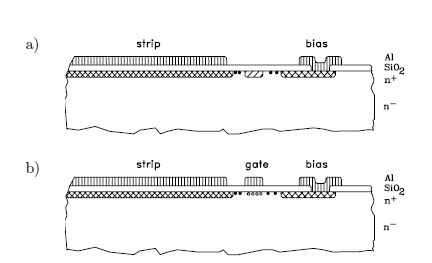 a)
strip bias
Al
SiO2
n+
n−
b)
strip gate bias
Al
SiO2
n+
n−